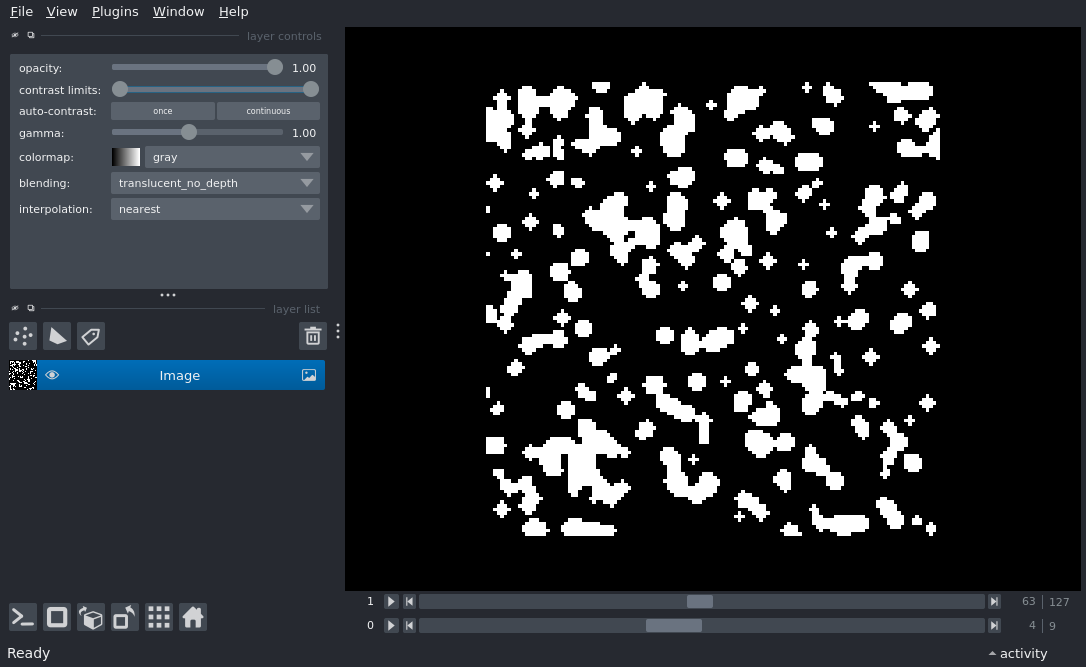 File View Plugins Window Help
layer controls
opacity: 1.00
contrast limits:
auto-contrast: once continuous
gamma: 1.00
colormap: gray
blending: translucent_no_depth
interpolation: nearest
layer list
Image
1 63 127
0 4 9
Ready activity